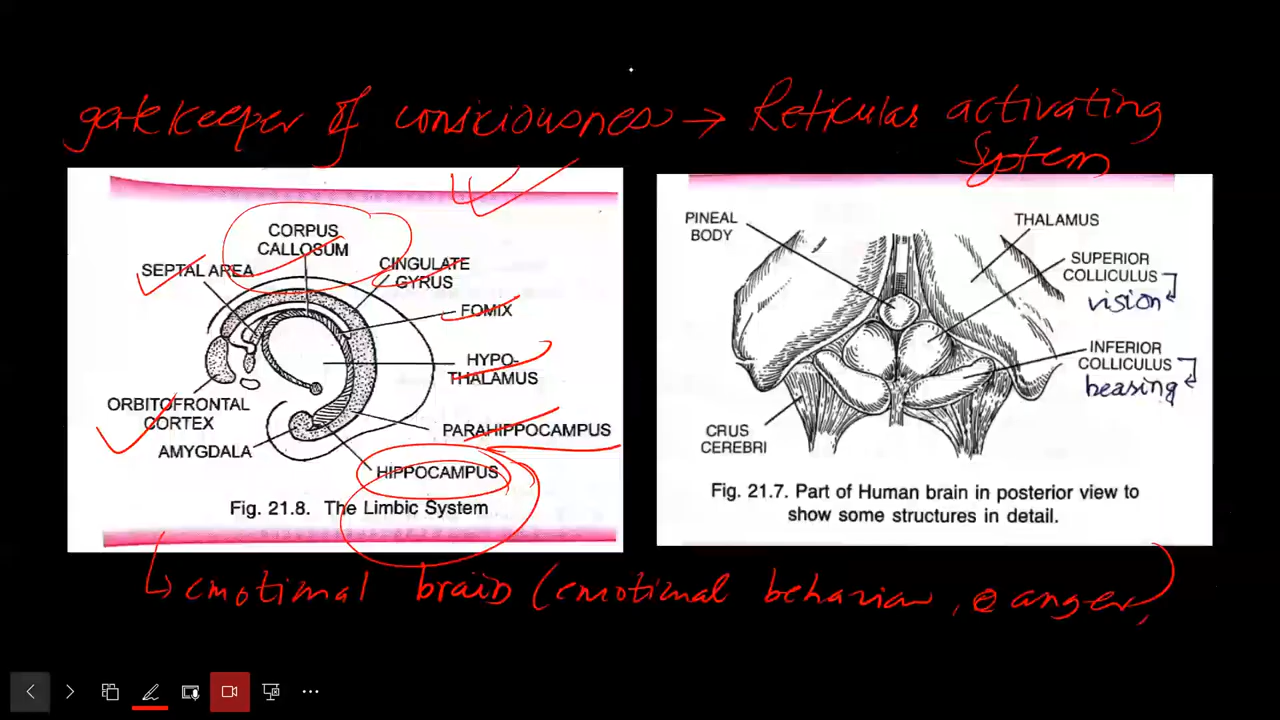 gatekeeper of consciousness → Reticular activating
System
CORPUS
CALLOSUM
SEPTAL AREA
CINGULATE
GYRUS
FOMIX
HYPO-
THALAMUS
ORBITOFRONTAL
CORTEX
PARAHIPPOCAMPUS
AMYGDALA
HIPPOCAMPUS
Fig. 21.8. The Limbic System
PINEAL
BODY
THALAMUS
SUPERIOR
COLLICULUS
vision
INFERIOR
COLLICULUS
heasing
CRUS
CEREBRI
Fig. 21.7. Part of Human brain in posterior view to
show some structures in detail.
↳ emotional brain (emotional behaviour, anger,